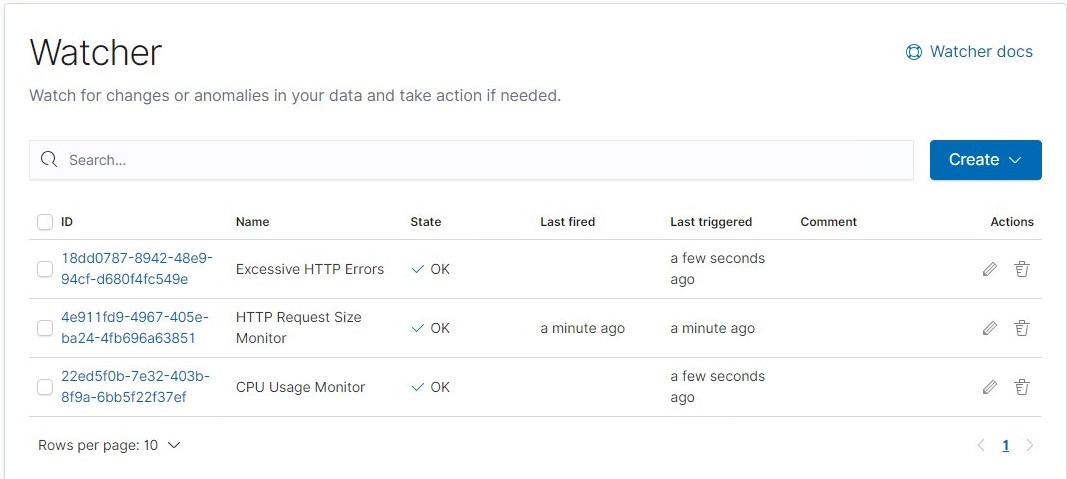 Watcher
Watcher docs
Watch for changes or anomalies in your data and take action if needed.
Search...
Create
ID Name State Last fired Last triggered Comment Actions
18dd0787-8942-48e9-
94cf-d680f4fc549e
Excessive HTTP Errors
OK
a few seconds
ago
4e911fd9-4967-405e-
ba24-4fb696a63851
HTTP Request Size
Monitor
OK
a minute ago
a minute ago
22ed5f0b-7e32-403b-
8f9a-6bb5f22f37ef
CPU Usage Monitor
OK
a few seconds
ago
Rows per page: 10
1